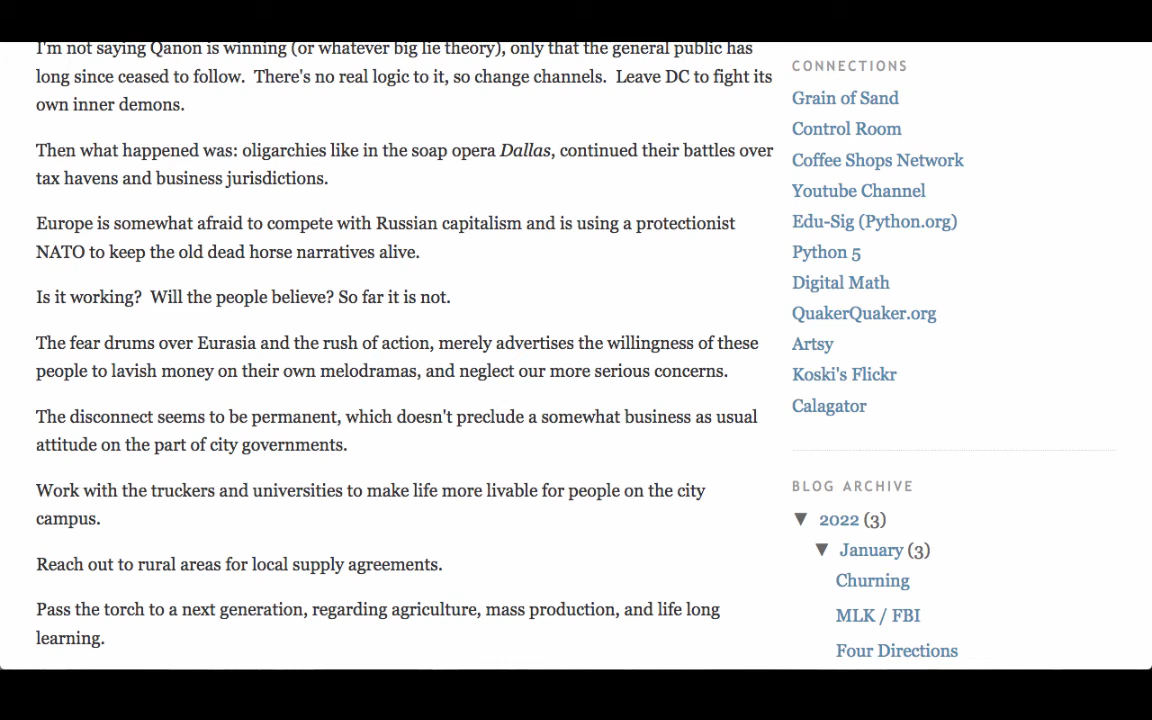 I'm not saying Qanon is winning (or whatever big lie theory), only that the general public has
long since ceased to follow.  There's no real logic to it, so change channels.  Leave DC to fight its
own inner demons.
Then what happened was: oligarchies like in the soap opera Dallas, continued their battles over
tax havens and business jurisdictions.
Europe is somewhat afraid to compete with Russian capitalism and is using a protectionist
NATO to keep the old dead horse narratives alive.
Is it working?  Will the people believe? So far it is not.
The fear drums over Eurasia and the rush of action, merely advertises the willingness of these
people to lavish money on their own melodramas, and neglect our more serious concerns.
The disconnect seems to be permanent, which doesn't preclude a somewhat business as usual
attitude on the part of city governments.
Work with the truckers and universities to make life more livable for people on the city
campus.
Reach out to rural areas for local supply agreements.
Pass the torch to a next generation, regarding agriculture, mass production, and life long
learning.
CONNECTIONS
Grain of Sand
Control Room
Coffee Shops Network
Youtube Channel
Edu-Sig (Python.org)
Python 5
Digital Math
QuakerQuaker.org
Artsy
Koski's Flickr
Calagator
BLOG ARCHIVE
▼ 2022 (3)
▼ January (3)
Churning
MLK / FBI
Four Directions